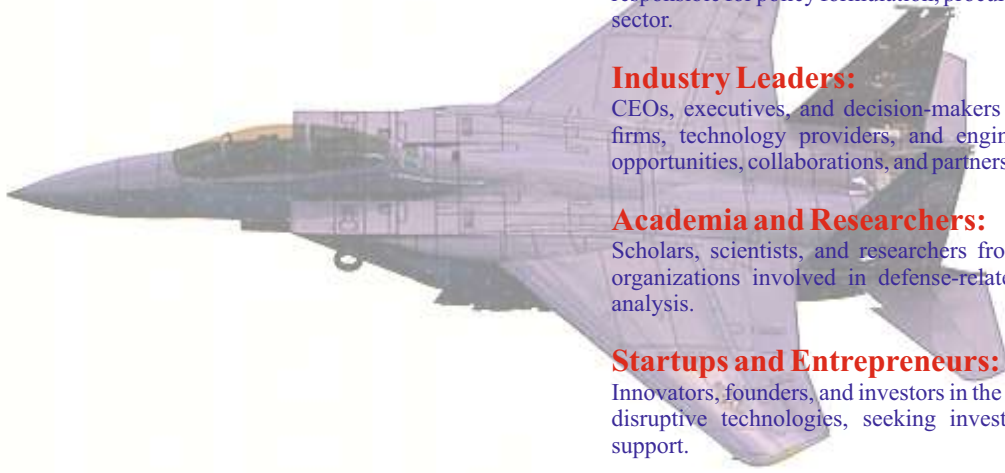 sector.
Industry Leaders:
CEOs, executives, and decision-makers
firms, technology providers, and
opportunities, collaborations, and
Academia and Researchers:
Scholars, scientists, and researchers
organizations involved in
analysis.
Startups and Entrepreneurs:
Innovators, founders, and investors in the
disruptive technologies, seeking
support.